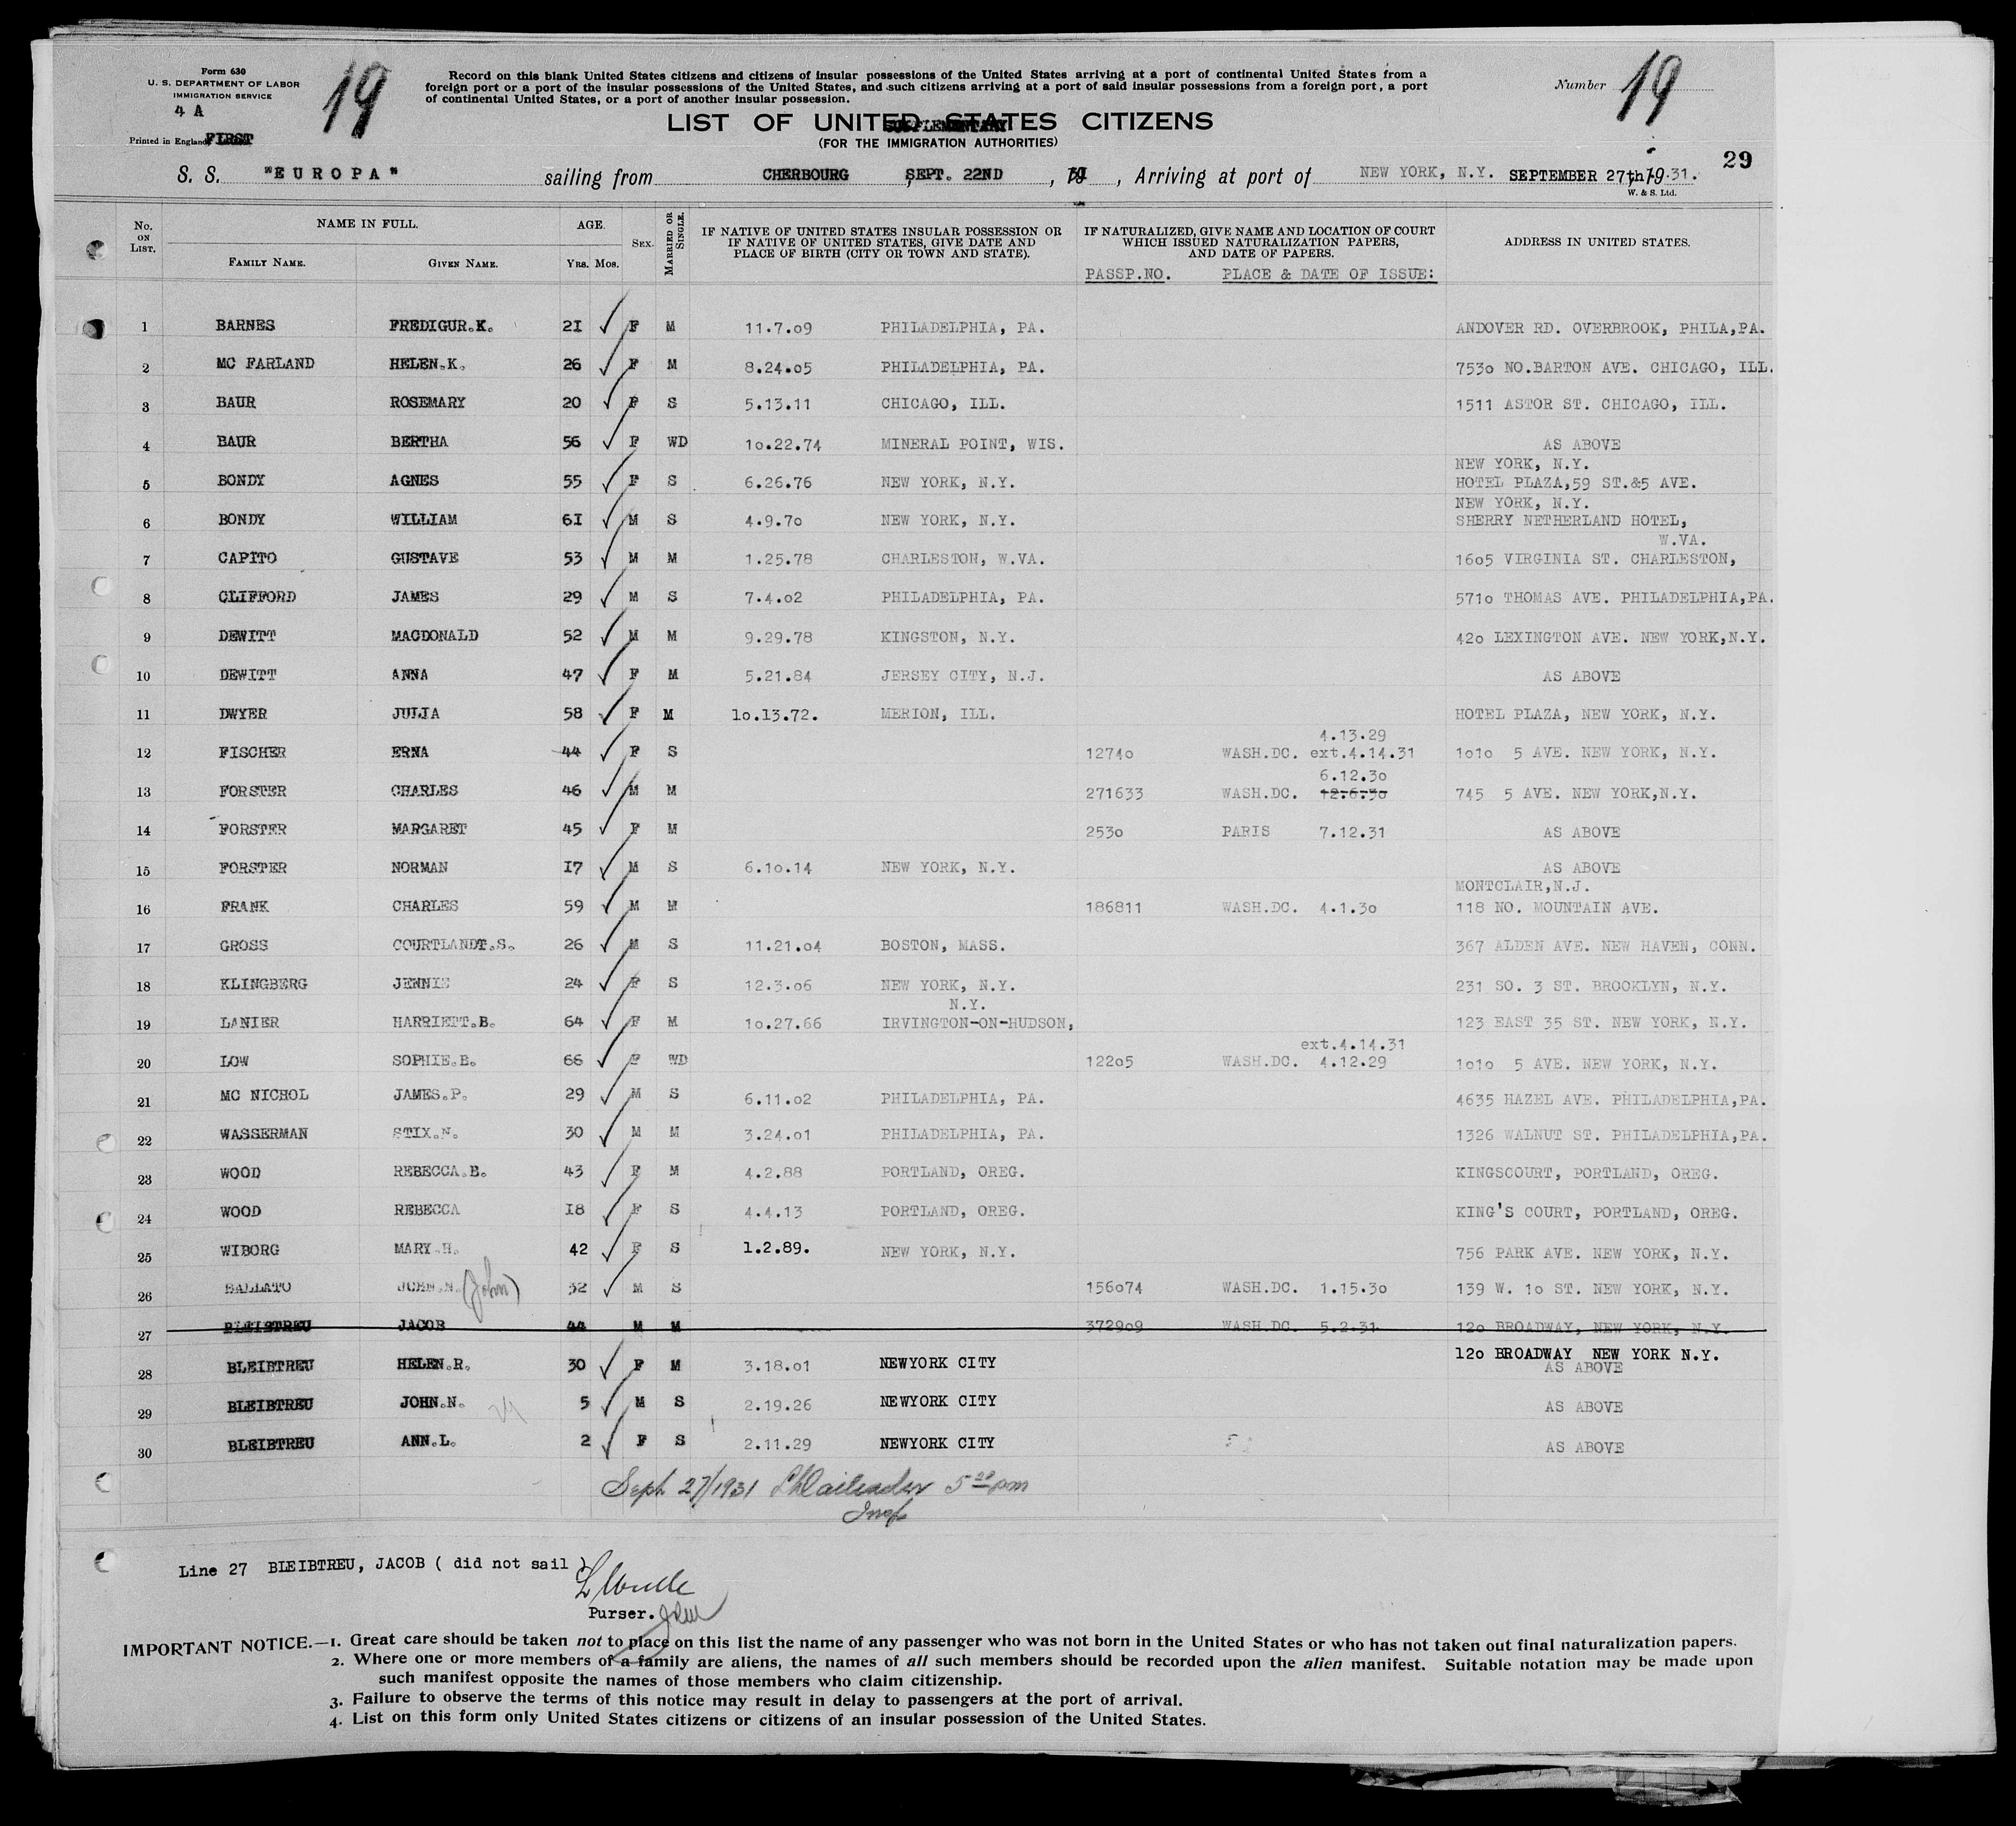 Form 630
U. S. DEPARTMENT OF LABOR
IMMIGRATION SERVICE
4 A
Printed in England
FIRST
19
Record on this blank United States citizens and citizens of insular possessions of the United States arriving at a port of continental United States from a
foreign port or a port of the insular possessions of the United States, and such citizens arriving at a port of said insular possessions from a foreign port, a port
of continental United States, or a port of another insular possession.
Number 19
LIST OF UNITED STATES CITIZENS
SUPPLEMENTARY
(FOR THE IMMIGRATION AUTHORITIES)
29
S. S. "EUROPA" sailing from CHERBOURG, SEPT. 22ND, 19, Arriving at port of NEW YORK, N.Y. SEPTEMBER 27th, 19.31.
W. & S. Ltd.
No. ON LIST. NAME IN FULL. AGE. SEX. MARRIED OR SINGLE. IF NATIVE OF UNITED STATES INSULAR POSSESSION OR IF NATIVE OF UNITED STATES, GIVE DATE AND PLACE OF BIRTH (CITY OR TOWN AND STATE). IF NATURALIZED, GIVE NAME AND LOCATION OF COURT WHICH ISSUED NATURALIZATION PAPERS, AND DATE OF PAPERS. ADDRESS IN UNITED STATES.
FAMILY NAME. GIVEN NAME. YRS. MOS. PASSP.NO. PLACE & DATE OF ISSUE:
1 BARNES FREDIGUR.K. 21 F M 11.7.09 PHILADELPHIA, PA. ANDOVER RD. OVERBROOK, PHILA,PA.
2 MC FARLAND HELEN.K. 26 F M 8.24.05 PHILADELPHIA, PA. 7530 NO.BARTON AVE. CHICAGO, ILL.
3 BAUR ROSEMARY 20 F S 5.13.11 CHICAGO, ILL. 1511 ASTOR ST. CHICAGO, ILL.
4 BAUR BERTHA 56 F WD 10.22.74 MINERAL POINT, WIS. AS ABOVE
NEW YORK, N.Y.
5 BONDY AGNES 55 F S 6.26.76 NEW YORK, N.Y. HOTEL PLAZA,59 ST.&5 AVE.
NEW YORK, N.Y.
6 BONDY WILLIAM 61 M S 4.9.70 NEW YORK, N.Y. SHERRY NETHERLAND HOTEL,
W.VA.
7 CAPITO GUSTAVE 53 M M 1.25.78 CHARLESTON, W.VA. 1605 VIRGINIA ST. CHARLESTON,
8 CLIFFORD JAMES 29 M S 7.4.02 PHILADELPHIA, PA. 5710 THOMAS AVE. PHILADELPHIA,PA.
9 DEWITT MACDONALD 52 M M 9.29.78 KINGSTON, N.Y. 420 LEXINGTON AVE. NEW YORK,N.Y.
10 DEWITT ANNA 47 F M 5.21.84 JERSEY CITY, N.J. AS ABOVE
11 DWYER JULIA 58 F M 10.13.72. MERION, ILL. HOTEL PLAZA, NEW YORK, N.Y.
4.13.29
12 FISCHER ERNA 44 F S 12740 WASH.DC. ext.4.14.31 1010 5 AVE. NEW YORK, N.Y.
6.12.30
13 FORSTER CHARLES 46 M M 271633 WASH.DC. 12.6.30 745 5 AVE. NEW YORK,N.Y.
14 FORSTER MARGARET 45 F M 2530 PARIS 7.12.31 AS ABOVE
15 FORSTER NORMAN 17 M S 6.10.14 NEW YORK, N.Y. AS ABOVE
MONTCLAIR,N.J.
16 FRANK CHARLES 59 M M 186811 WASH.DC. 4.1.30 118 NO. MOUNTAIN AVE.
17 GROSS COURTLANDT.S. 26 M S 11.21.04 BOSTON, MASS. 367 ALDEN AVE. NEW HAVEN, CONN.
18 KLINGBERG JENNIE 24 F S 12.3.06 NEW YORK, N.Y. 231 SO. 3 ST. BROOKLYN, N.Y.
N.Y.
19 LANIER HARRIETT.B. 64 F M 10.27.66 IRVINGTON-ON-HUDSON, 123 EAST 35 ST. NEW YORK, N.Y.
ext.4.14.31
20 LOW SOPHIE.B. 66 F WD 12205 WASH.DC. 4.12.29 1010 5 AVE. NEW YORK, N.Y.
21 MC NICHOL JAMES.P. 29 M S 6.11.02 PHILADELPHIA, PA. 4635 HAZEL AVE. PHILADELPHIA,PA.
22 WASSERMAN STIX.N. 30 M M 3.24.01 PHILADELPHIA, PA. 1326 WALNUT ST. PHILADELPHIA,PA.
23 WOOD REBECCA.B. 43 F M 4.2.88 PORTLAND, OREG. KINGSCOURT, PORTLAND, OREG.
24 WOOD REBECCA 18 F S 4.4.13 PORTLAND, OREG. KING'S COURT, PORTLAND, OREG.
25 WIBORG MARY.H. 42 F S 1.2.89. NEW YORK, N.Y. 756 PARK AVE. NEW YORK, N.Y.
26 BALLATO JOHN.N. (John) 32 M S 156074 WASH.DC. 1.15.30 139 W. 10 ST. NEW YORK, N.Y.
27 BLEIBTREU JACOB 44 M M 372909 WASH.DC. 5.2.31 120 BROADWAY, NEW YORK, N.Y.
120 BROADWAY NEW YORK N.Y.
28 BLEIBTREU HELEN.R. 30 F M 3.18.01 NEWYORK CITY AS ABOVE
29 BLEIBTREU JOHN.N. 5 M S 2.19.26 NEWYORK CITY AS ABOVE
30 BLEIBTREU ANN.L. 2 F S 2.11.29 NEWYORK CITY AS ABOVE
Sept 27/1931 5 pm
Insp
Line 27 BLEIBTREU, JACOB ( did not sail )
Purser.
IMPORTANT NOTICE.—1. Great care should be taken not to place on this list the name of any passenger who was not born in the United States or who has not taken out final naturalization papers.
2. Where one or more members of a family are aliens, the names of all such members should be recorded upon the alien manifest. Suitable notation may be made upon
such manifest opposite the names of those members who claim citizenship.
3. Failure to observe the terms of this notice may result in delay to passengers at the port of arrival.
4. List on this form only United States citizens or citizens of an insular possession of the United States.